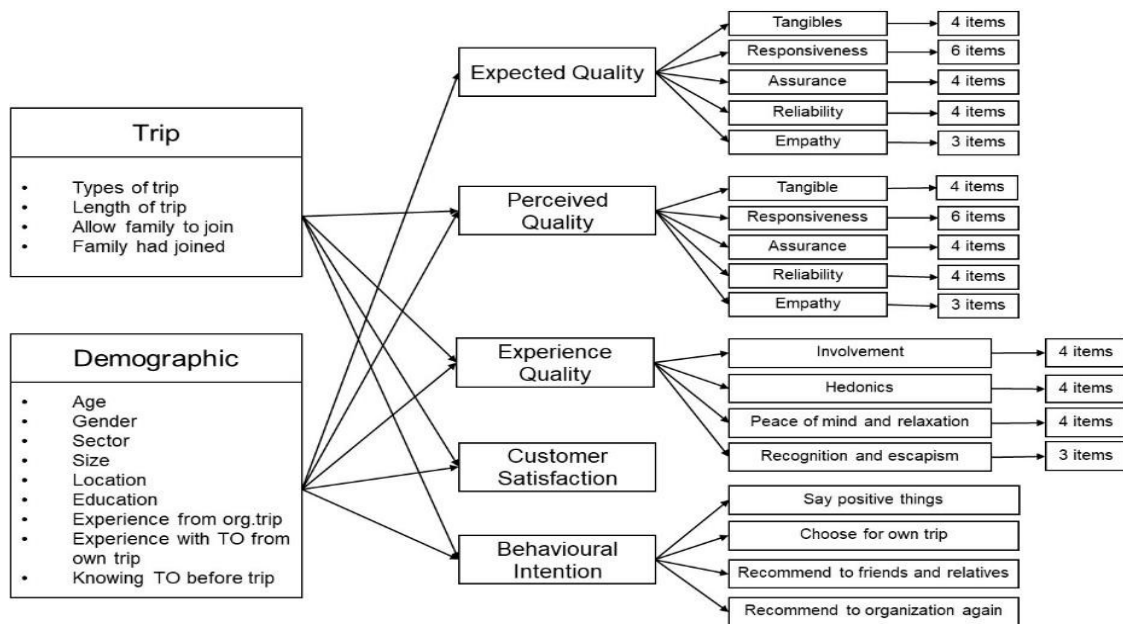 Trip
• Types of trip
• Length of trip
• Allow family to join
• Family had joined
Demographic
• Age
• Gender
• Sector
• Size
• Location
• Education
• Experience from org.trip
• Experience with TO from
own trip
• Knowing TO before trip
Expected Quality
Tangibles
4 items
Responsiveness
6 items
Assurance
4 items
Reliability
4 items
Empathy
3 items
Perceived
Quality
Tangible
4 items
Responsiveness
6 items
Assurance
4 items
Reliability
4 items
Empathy
3 items
Experience
Quality
Involvement
4 items
Hedonics
4 items
Peace of mind and relaxation
4 items
Recognition and escapism
3 items
Customer
Satisfaction
Behavioural
Intention
Say positive things
Choose for own trip
Recommend to friends and relatives
Recommend to organization again